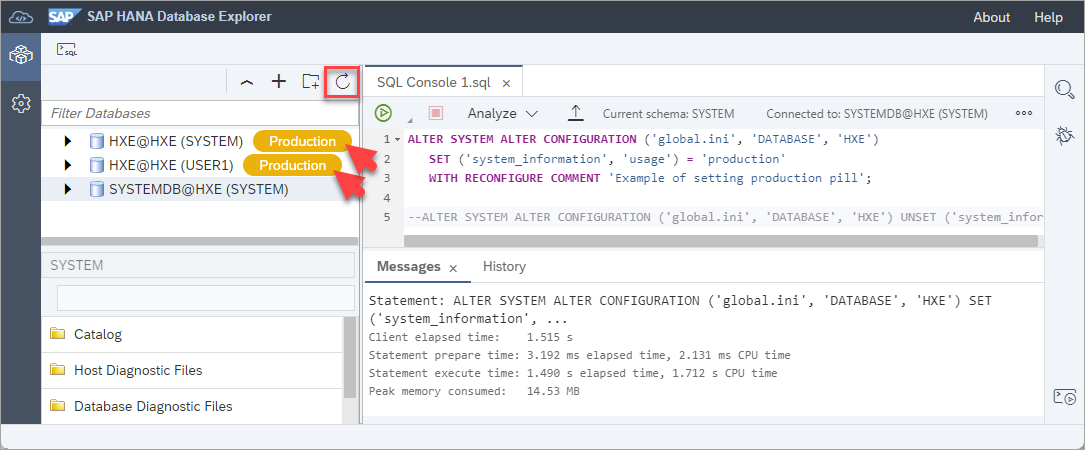 SAP SAP HANA Database Explorer
About Help
SQL
SQL Console 1.sql ×
Filter Databases
Analyze Current schema: SYSTEM Connected to: SYSTEMDB@HXE (SYSTEM)
HXE@HXE (SYSTEM) Production
HXE@HXE (USER1) Production
SYSTEMDB@HXE (SYSTEM)
1 ALTER SYSTEM ALTER CONFIGURATION ('global.ini', 'DATABASE', 'HXE')
2 SET ('system_information', 'usage') = 'production'
3 WITH RECONFIGURE COMMENT 'Example of setting production pill';
4
5 --ALTER SYSTEM ALTER CONFIGURATION ('global.ini', 'DATABASE', 'HXE') UNSET ('system_infor
SYSTEM
Catalog
Host Diagnostic Files
Database Diagnostic Files
Messages × History
Statement: ALTER SYSTEM ALTER CONFIGURATION ('global.ini', 'DATABASE', 'HXE') SET
('system_information', ...
Client elapsed time: 1.515 s
Statement prepare time: 3.192 ms elapsed time, 2.131 ms CPU time
Statement execute time: 1.490 s elapsed time, 1.712 s CPU time
Peak memory consumed: 14.53 MB